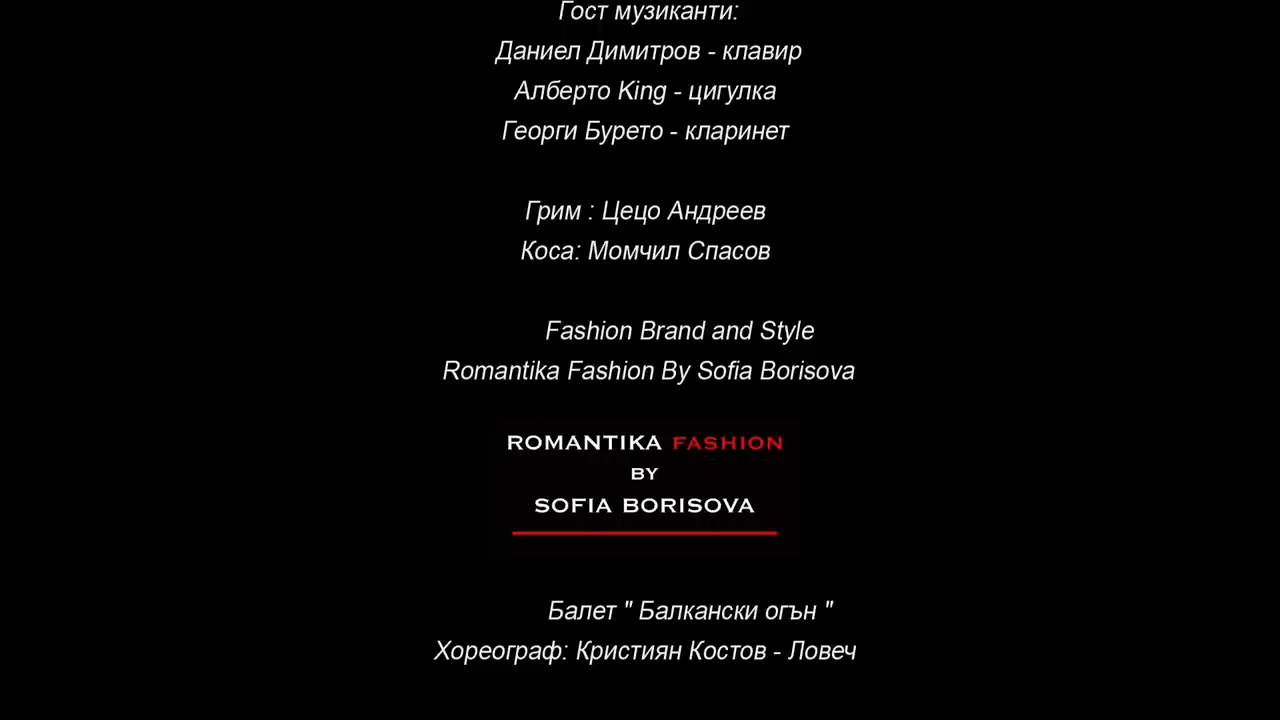 Гост музиканти:
Даниел Димитров - клавир
Алберто King - цигулка
Георги Бурето - кларинет
Грим : Цецо Андреев
Коса: Момчил Спасов
Fashion Brand and Style
Romantika Fashion By Sofia Borisova
ROMANTIKA FASHION
BY
SOFIA BORISOVA
Балет " Балкански огън "
Хореограф: Кристиян Костов - Ловеч